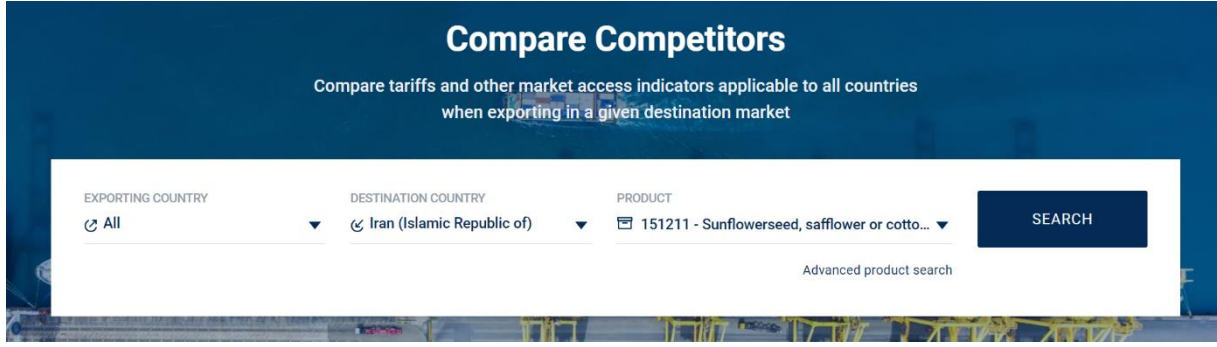 Compare Competitors
Compare tariffs and other market access indicators applicable to all countries
when exporting in a given destination market
EXPORTING COUNTRY
All
DESTINATION COUNTRY
Iran (Islamic Republic of)
PRODUCT
151211 - Sunflowerseed, safflower or cotto...
SEARCH
Advanced product search